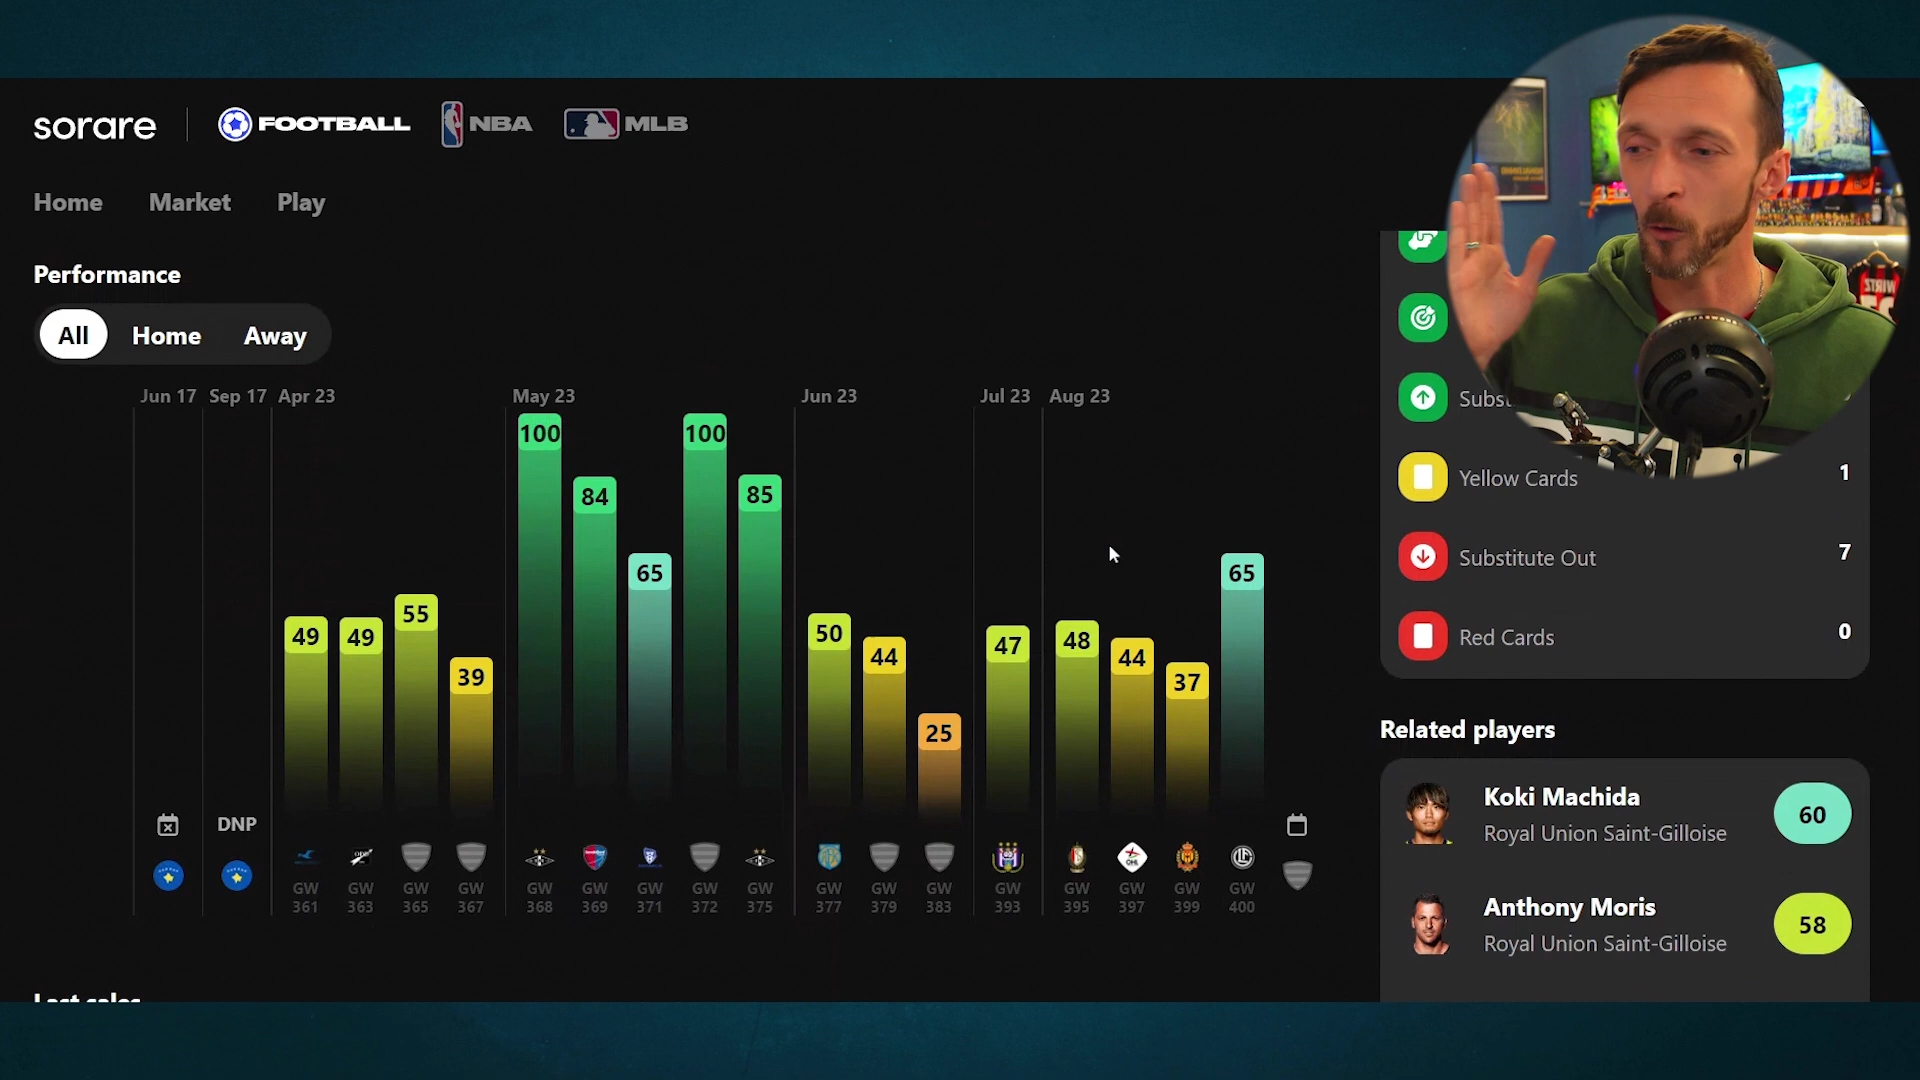 sorare
FOOTBALL
NBA
MLB
Home
Market
Play
Performance
All
Home
Away
Jun 17
Sep 17
Apr 23
May 23
Jun 23
Jul 23
Aug 23
100
100
84
85
65
65
55
49
49
50
48
47
44
44
39
37
25
DNP
GW 361
GW 363
GW 365
GW 367
GW 368
GW 369
GW 371
GW 372
GW 375
GW 377
GW 379
GW 383
GW 393
GW 395
GW 397
GW 399
GW 400
Subst
Yellow Cards 1
Substitute Out 7
Red Cards 0
Related players
Koki Machida
Royal Union Saint-Gilloise
60
Anthony Moris
Royal Union Saint-Gilloise
58
Last sales